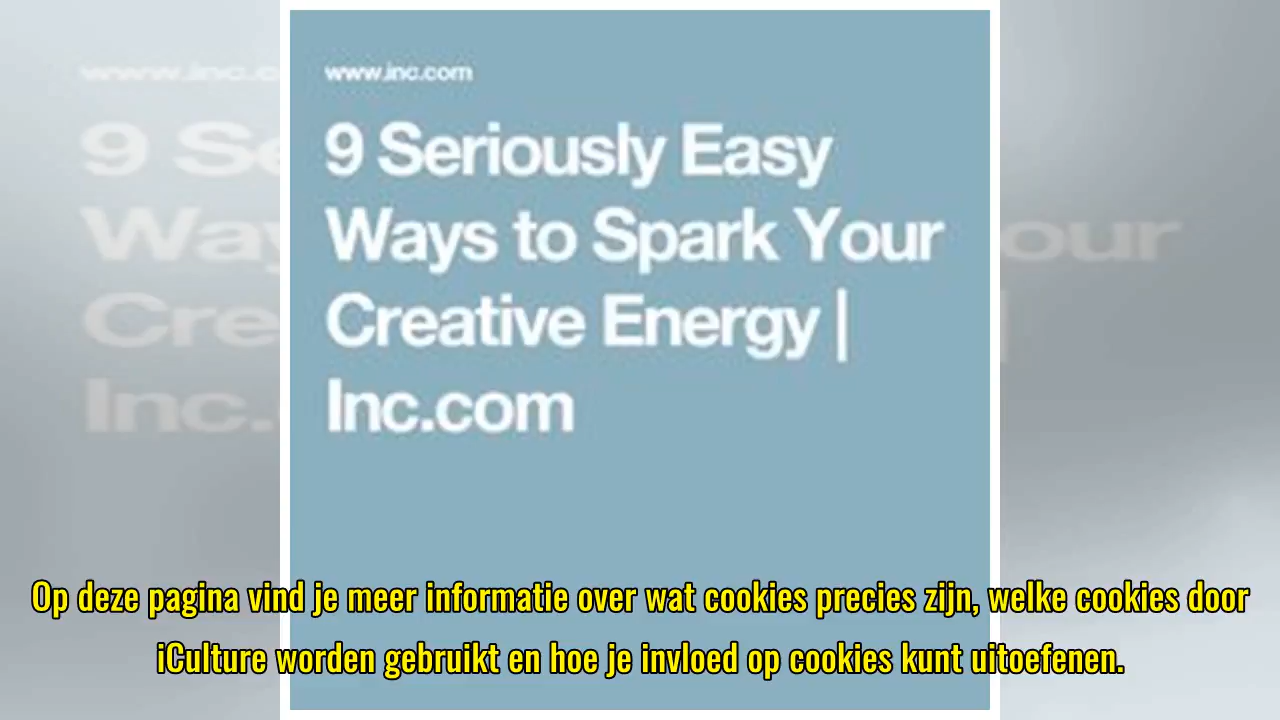 www.inc.com
9 Seriously Easy
Ways to Spark Your
Creative Energy |
Inc.com
Op deze pagina vind je meer informatie over wat cookies precies zijn, welke cookies door
iCulture worden gebruikt en hoe je invloed op cookies kunt uitoefenen.